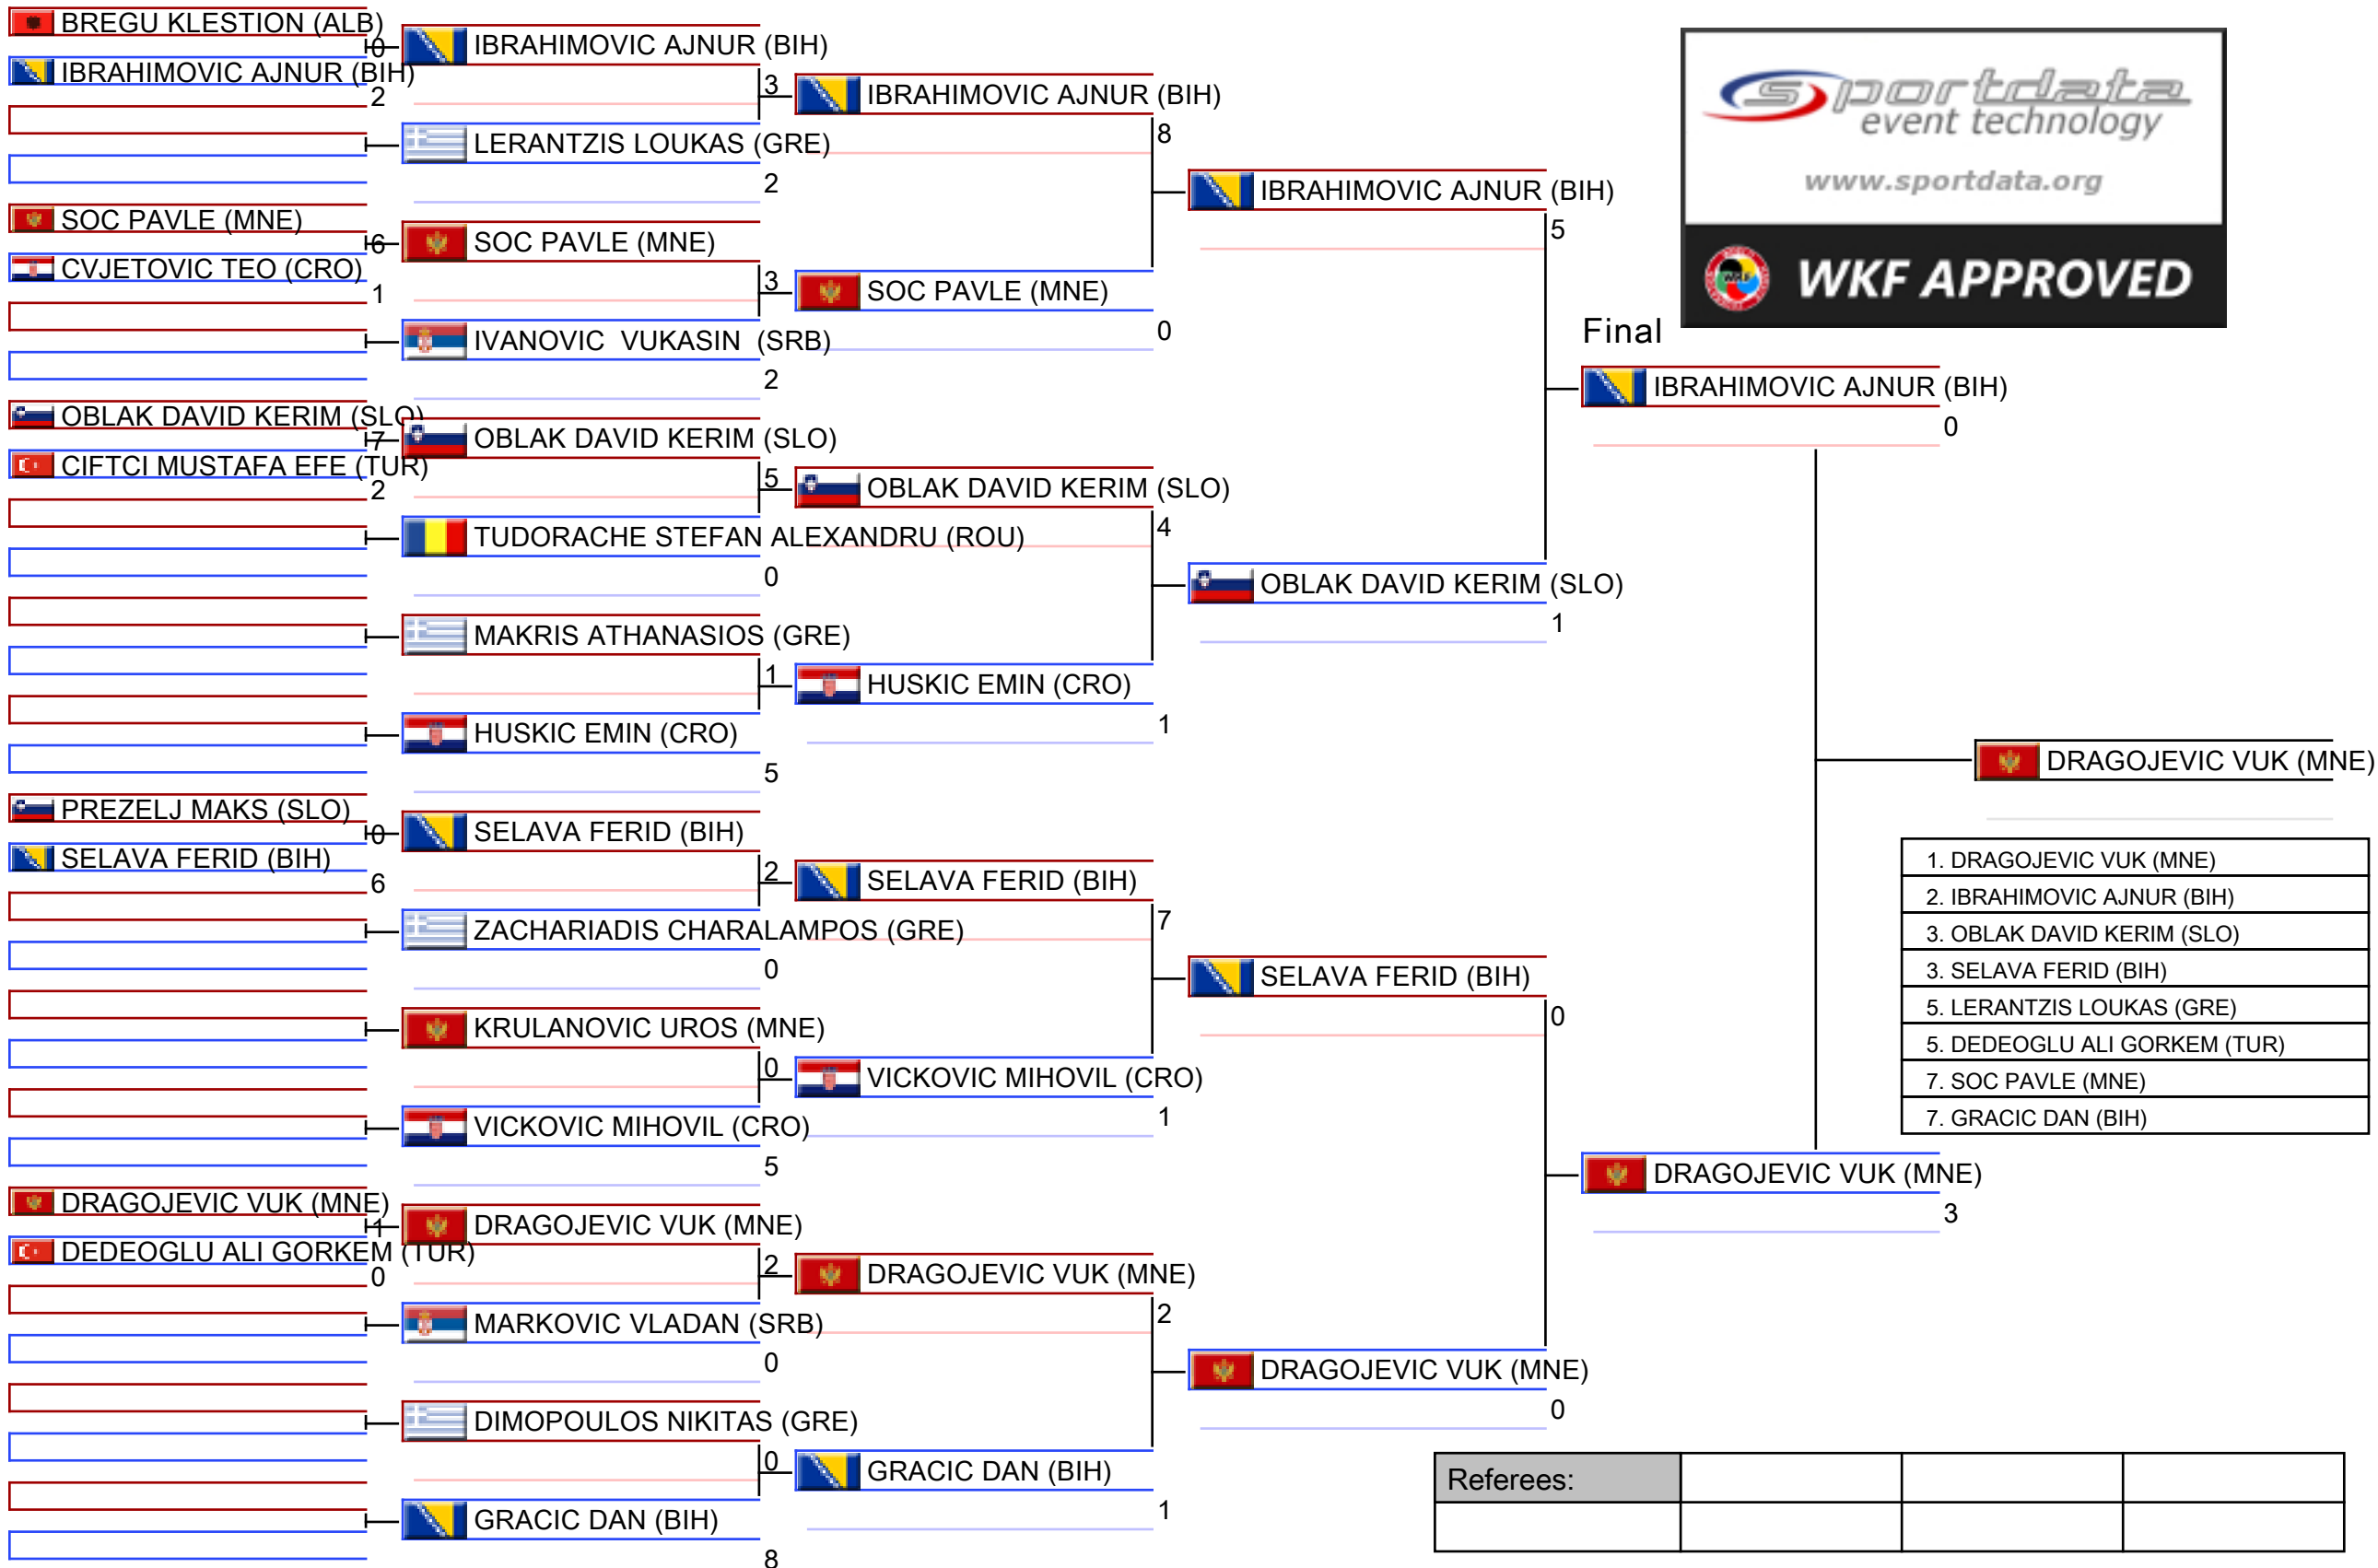 BREGU KLESTION (ALB)
0
IBRAHIMOVIC AJNUR (BIH)
2
SOC PAVLE (MNE)
6
CVJETOVIC TEO (CRO)
1
OBLAK DAVID KERIM (SLO)
7
CIFTCI MUSTAFA EFE (TUR)
2
PREZELJ MAKS (SLO)
0
SELAVA FERID (BIH)
6
DRAGOJEVIC VUK (MNE)
1
DEDEOGLU ALI GORKEM (TUR)
0
IBRAHIMOVIC AJNUR (BIH)
3
LERANTZIS LOUKAS (GRE)
2
SOC PAVLE (MNE)
3
IVANOVIC  VUKASIN  (SRB)
2
OBLAK DAVID KERIM (SLO)
5
TUDORACHE STEFAN ALEXANDRU (ROU)
0
MAKRIS ATHANASIOS (GRE)
1
HUSKIC EMIN (CRO)
5
SELAVA FERID (BIH)
2
ZACHARIADIS CHARALAMPOS (GRE)
0
KRULANOVIC UROS (MNE)
0
VICKOVIC MIHOVIL (CRO)
5
DRAGOJEVIC VUK (MNE)
2
MARKOVIC VLADAN (SRB)
0
DIMOPOULOS NIKITAS (GRE)
0
GRACIC DAN (BIH)
8
IBRAHIMOVIC AJNUR (BIH)
8
SOC PAVLE (MNE)
0
OBLAK DAVID KERIM (SLO)
4
HUSKIC EMIN (CRO)
1
SELAVA FERID (BIH)
7
VICKOVIC MIHOVIL (CRO)
1
DRAGOJEVIC VUK (MNE)
2
GRACIC DAN (BIH)
1
IBRAHIMOVIC AJNUR (BIH)
5
OBLAK DAVID KERIM (SLO)
1
SELAVA FERID (BIH)
0
DRAGOJEVIC VUK (MNE)
0
Final
IBRAHIMOVIC AJNUR (BIH)
0
DRAGOJEVIC VUK (MNE)
3
sportdata
event technology
www.sportdata.org
WKF
WKF APPROVED
DRAGOJEVIC VUK (MNE)
1. DRAGOJEVIC VUK (MNE)
2. IBRAHIMOVIC AJNUR (BIH)
3. OBLAK DAVID KERIM (SLO)
3. SELAVA FERID (BIH)
5. LERANTZIS LOUKAS (GRE)
5. DEDEOGLU ALI GORKEM (TUR)
7. SOC PAVLE (MNE)
7. GRACIC DAN (BIH)
Referees: